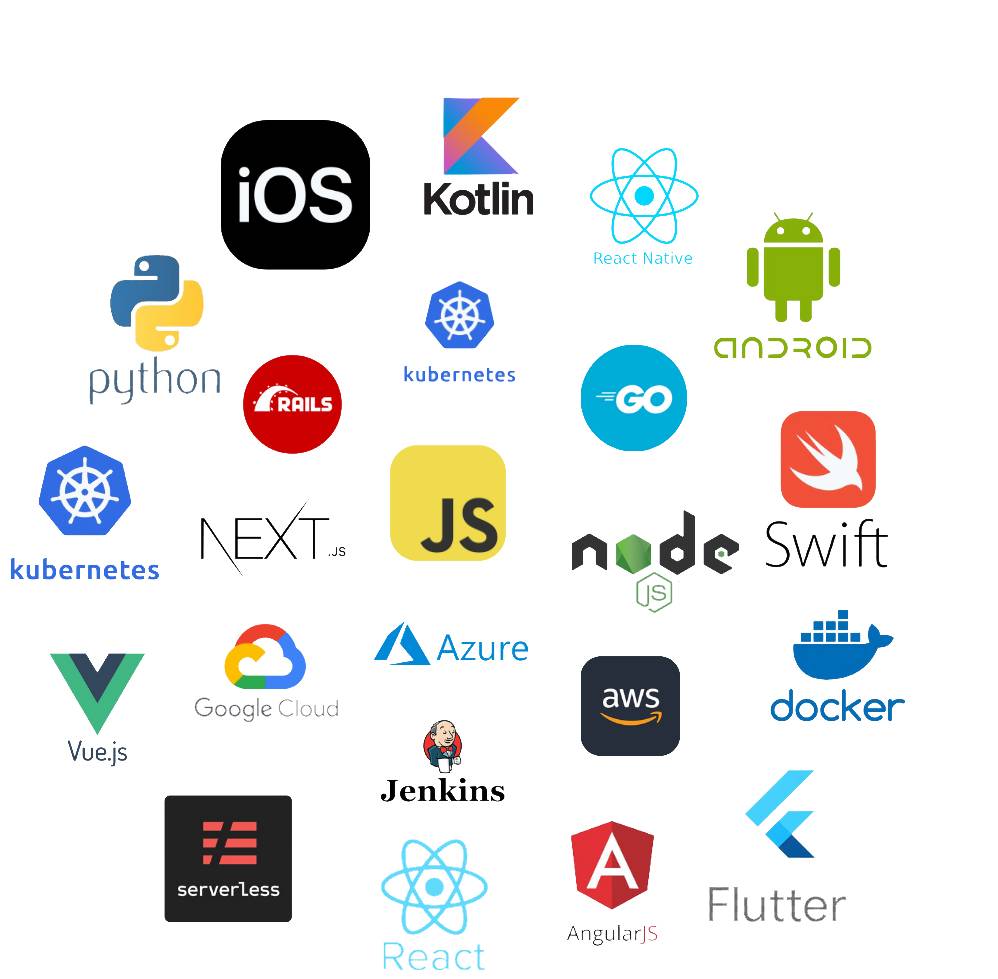 iOS
Kotlin
React Native
ANDROID
python
kubernetes
RAILS
GO
kubernetes
NEXT.JS
JS
node
JS
Swift
Vue.js
Google Cloud
Azure
aws
docker
Jenkins
serverless
React
AngularJS
Flutter